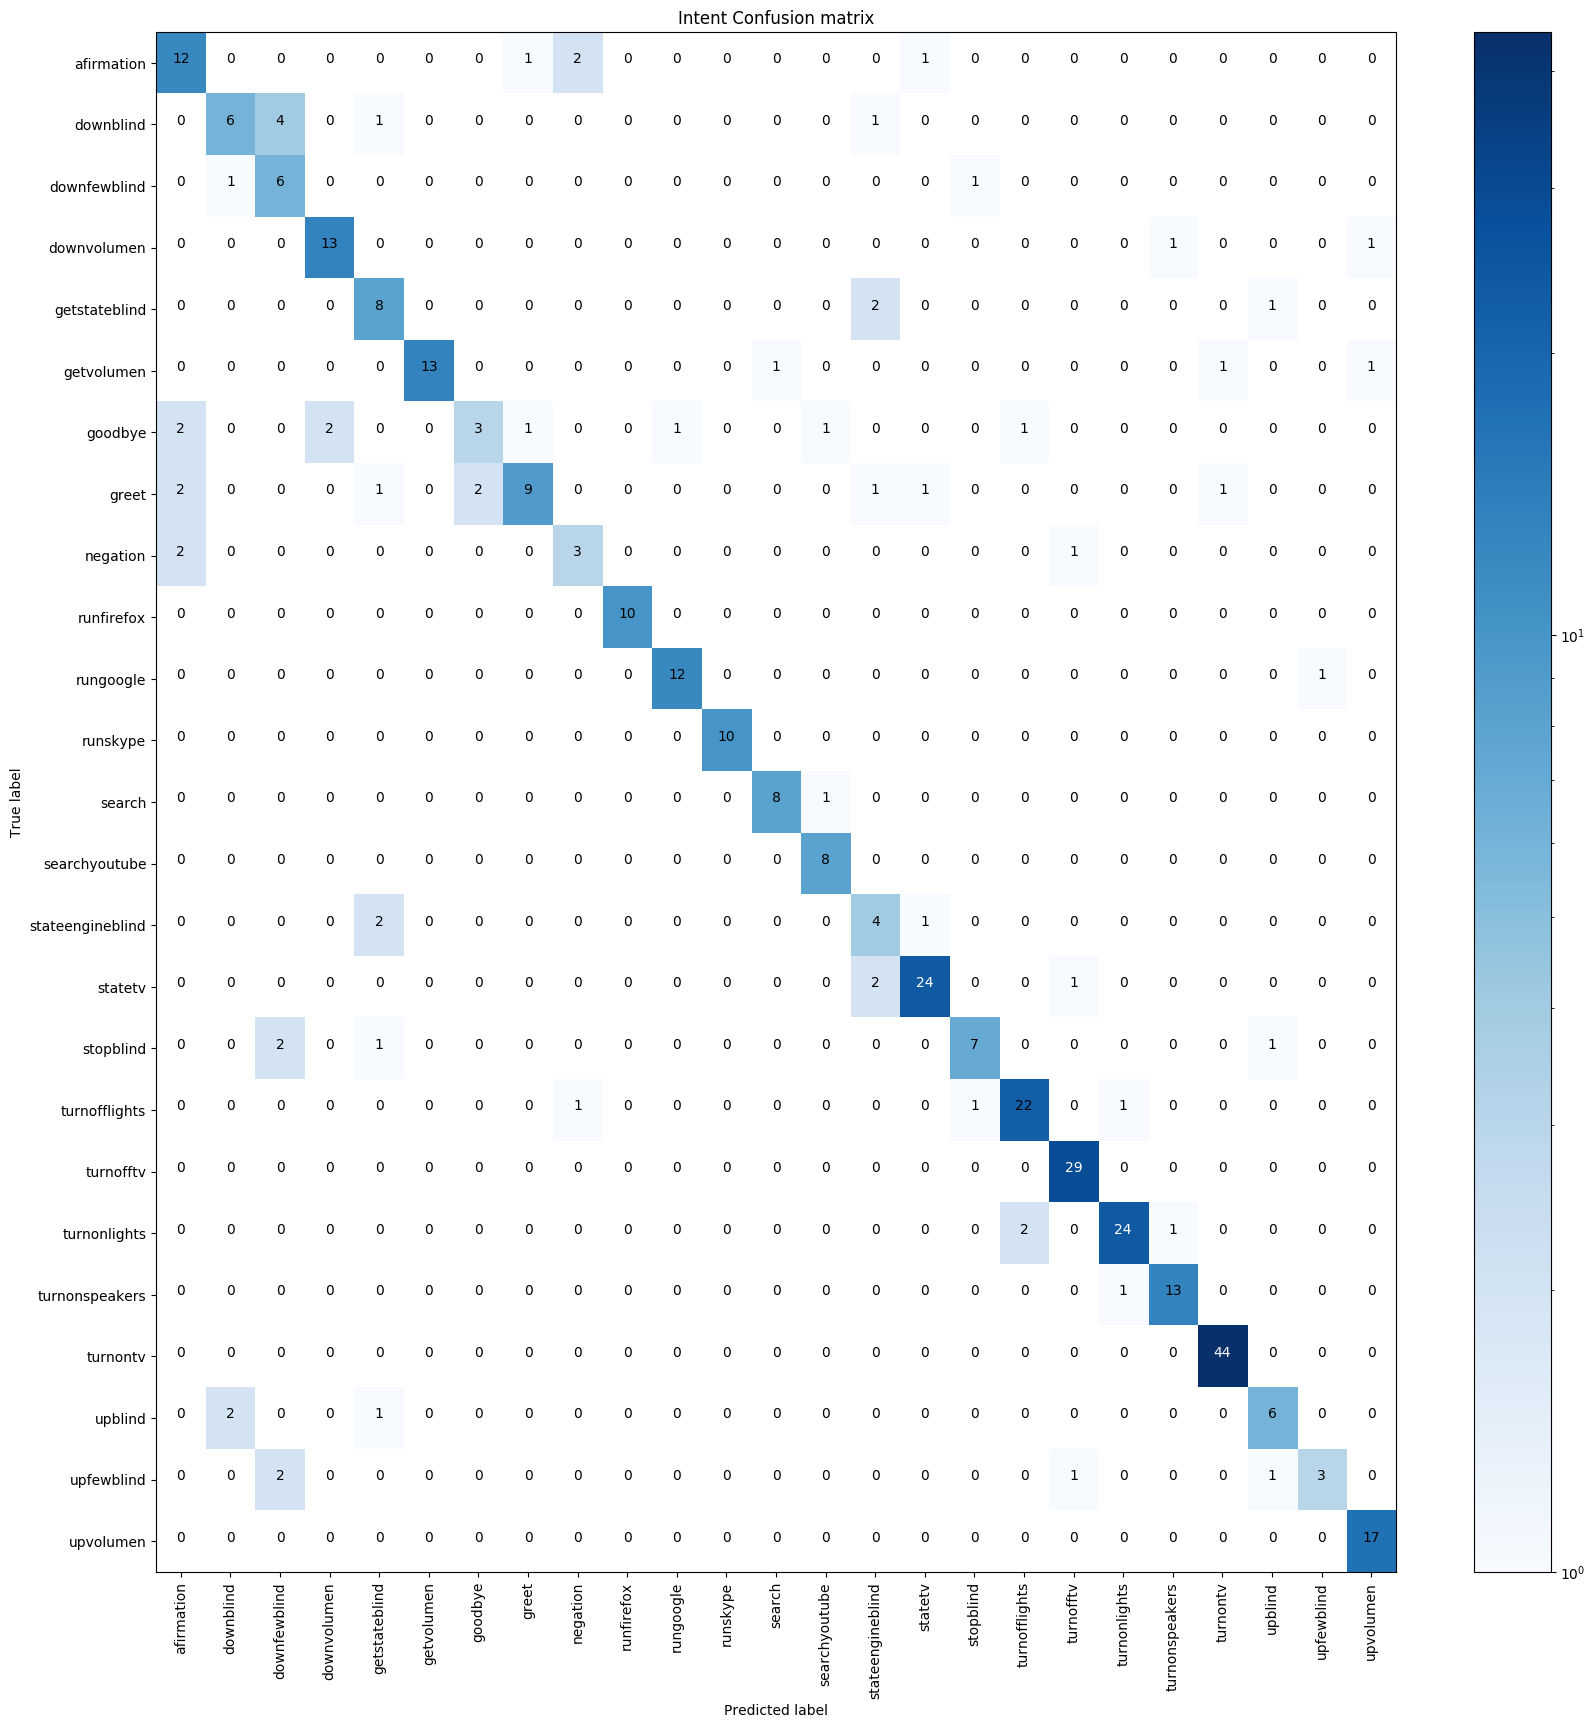 Intent Confusion matrix
afirmation 12 0 0 0 0 0 0 1 2 0 0 0 0 0 0 1 0 0 0 0 0 0 0 0 0
downblind 0 6 4 0 1 0 0 0 0 0 0 0 0 0 1 0 0 0 0 0 0 0 0 0 0
downfewblind 0 1 6 0 0 0 0 0 0 0 0 0 0 0 0 0 1 0 0 0 0 0 0 0 0
downvolumen 0 0 0 13 0 0 0 0 0 0 0 0 0 0 0 0 0 0 0 0 1 0 0 0 1
getstateblind 0 0 0 0 8 0 0 0 0 0 0 0 0 0 2 0 0 0 0 0 0 0 1 0 0
getvolumen 0 0 0 0 0 13 0 0 0 0 0 0 1 0 0 0 0 0 0 0 0 1 0 0 1
goodbye 2 0 0 2 0 0 3 1 0 0 1 0 0 1 0 0 0 1 0 0 0 0 0 0 0
greet 2 0 0 0 1 0 2 9 0 0 0 0 0 0 1 1 0 0 0 0 0 1 0 0 0
negation 2 0 0 0 0 0 0 0 3 0 0 0 0 0 0 0 0 0 1 0 0 0 0 0 0
runfirefox 0 0 0 0 0 0 0 0 0 10 0 0 0 0 0 0 0 0 0 0 0 0 0 0 0
rungoogle 0 0 0 0 0 0 0 0 0 0 12 0 0 0 0 0 0 0 0 0 0 0 0 1 0
runskype 0 0 0 0 0 0 0 0 0 0 0 10 0 0 0 0 0 0 0 0 0 0 0 0 0
search 0 0 0 0 0 0 0 0 0 0 0 0 8 1 0 0 0 0 0 0 0 0 0 0 0
searchyoutube 0 0 0 0 0 0 0 0 0 0 0 0 0 8 0 0 0 0 0 0 0 0 0 0 0
stateengineblind 0 0 0 0 2 0 0 0 0 0 0 0 0 0 4 1 0 0 0 0 0 0 0 0 0
statetv 0 0 0 0 0 0 0 0 0 0 0 0 0 0 2 24 0 0 1 0 0 0 0 0 0
stopblind 0 0 2 0 1 0 0 0 0 0 0 0 0 0 0 0 7 0 0 0 0 0 1 0 0
turnofflights 0 0 0 0 0 0 0 0 1 0 0 0 0 0 0 0 1 22 0 1 0 0 0 0 0
turnofftv 0 0 0 0 0 0 0 0 0 0 0 0 0 0 0 0 0 0 29 0 0 0 0 0 0
turnonlights 0 0 0 0 0 0 0 0 0 0 0 0 0 0 0 0 0 2 0 24 1 0 0 0 0
turnonspeakers 0 0 0 0 0 0 0 0 0 0 0 0 0 0 0 0 0 0 0 1 13 0 0 0 0
turnontv 0 0 0 0 0 0 0 0 0 0 0 0 0 0 0 0 0 0 0 0 0 44 0 0 0
upblind 0 2 0 0 1 0 0 0 0 0 0 0 0 0 0 0 0 0 0 0 0 0 6 0 0
upfewblind 0 0 2 0 0 0 0 0 0 0 0 0 0 0 0 0 0 0 1 0 0 0 1 3 0
upvolumen 0 0 0 0 0 0 0 0 0 0 0 0 0 0 0 0 0 0 0 0 0 0 0 0 17
True label
afirmation
downblind
downfewblind
downvolumen
getstateblind
getvolumen
goodbye
greet
negation
runfirefox
rungoogle
runskype
search
searchyoutube
stateengineblind
statetv
stopblind
turnofflights
turnofftv
turnonlights
turnonspeakers
turnontv
upblind
upfewblind
upvolumen
Predicted label
10¹
10⁰